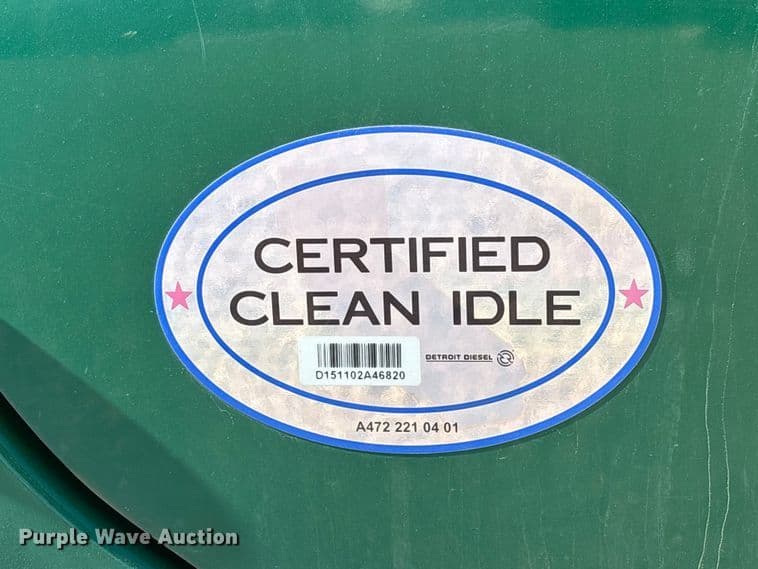 CERTIFIED
CLEAN IDLE
DETROIT DIESEL
D151102A46820
A472 221 04 01
Purple Wave Auction